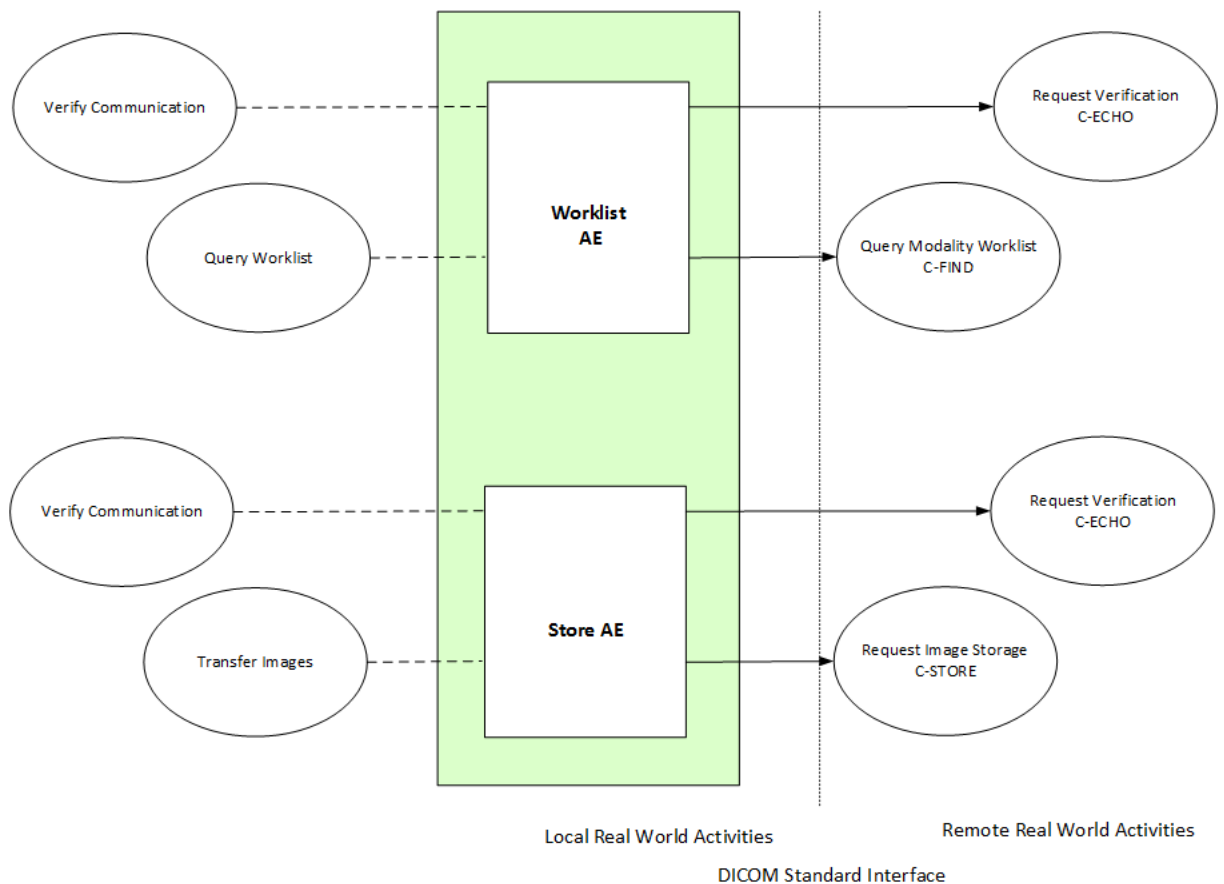 Verify Communication
Request Verification
C-ECHO
Worklist
AE
Query Worklist
Query Modality Worklist
C-FIND
Verify Communication
Request Verification
C-ECHO
Store AE
Transfer Images
Request Image Storage
C-STORE
Local Real World Activities
Remote Real World Activities
DICOM Standard Interface